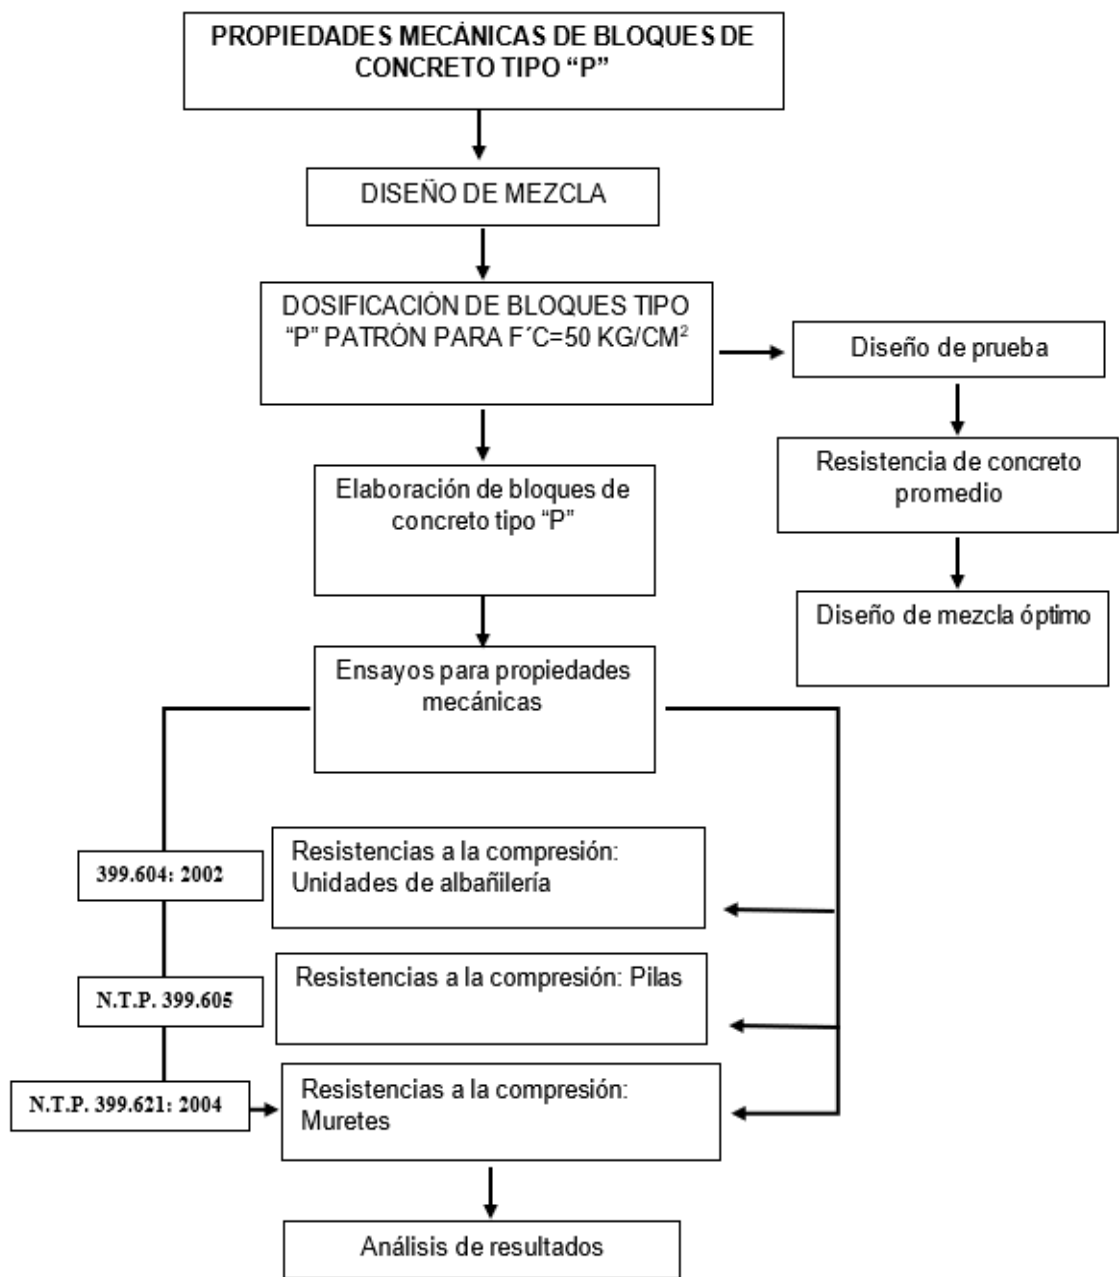 PROPIEDADES MECÁNICAS DE BLOQUES DE
CONCRETO TIPO “P”
DISEÑO DE MEZCLA
DOSIFICACIÓN DE BLOQUES TIPO
“P” PATRÓN PARA F´C=50 KG/CM²
Diseño de prueba
Resistencia de concreto
promedio
Diseño de mezcla óptimo
Elaboración de bloques de
concreto tipo “P”
Ensayos para propiedades
mecánicas
399.604: 2002
Resistencias a la compresión:
Unidades de albañilería
N.T.P. 399.605
Resistencias a la compresión: Pilas
N.T.P. 399.621: 2004
Resistencias a la compresión:
Muretes
Análisis de resultados